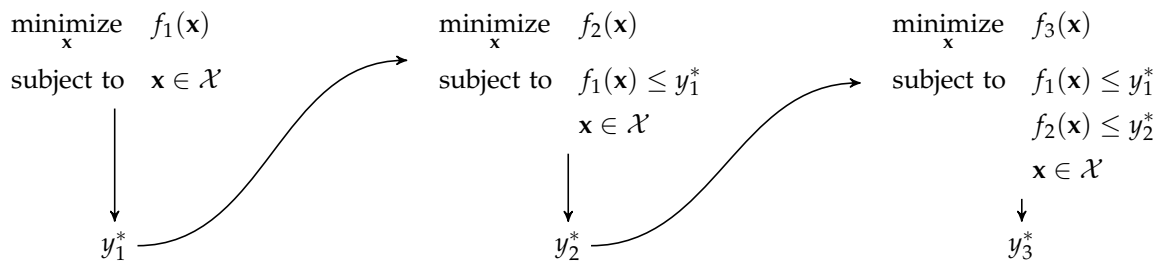 minimize f₁(𝐱)
𝐱
subject to 𝐱 ∈ 𝒳
y₁*
minimize f₂(𝐱)
𝐱
subject to f₁(𝐱) ≤ y₁*
𝐱 ∈ 𝒳
y₂*
minimize f₃(𝐱)
𝐱
subject to f₁(𝐱) ≤ y₁*
f₂(𝐱) ≤ y₂*
𝐱 ∈ 𝒳
y₃*